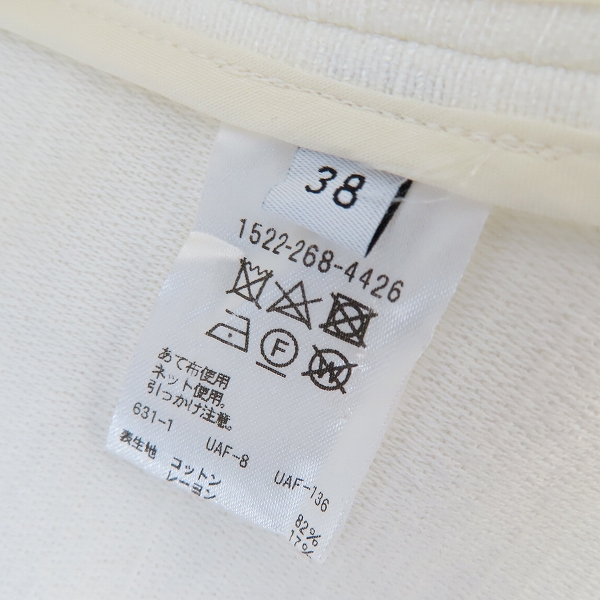 38
1522-268-4426
F
W
あて布使用
ネット使用。
引っかけ注意。
631-1 UAF-8 UAF-136
表生地 コットン 82%
レーヨン 17%